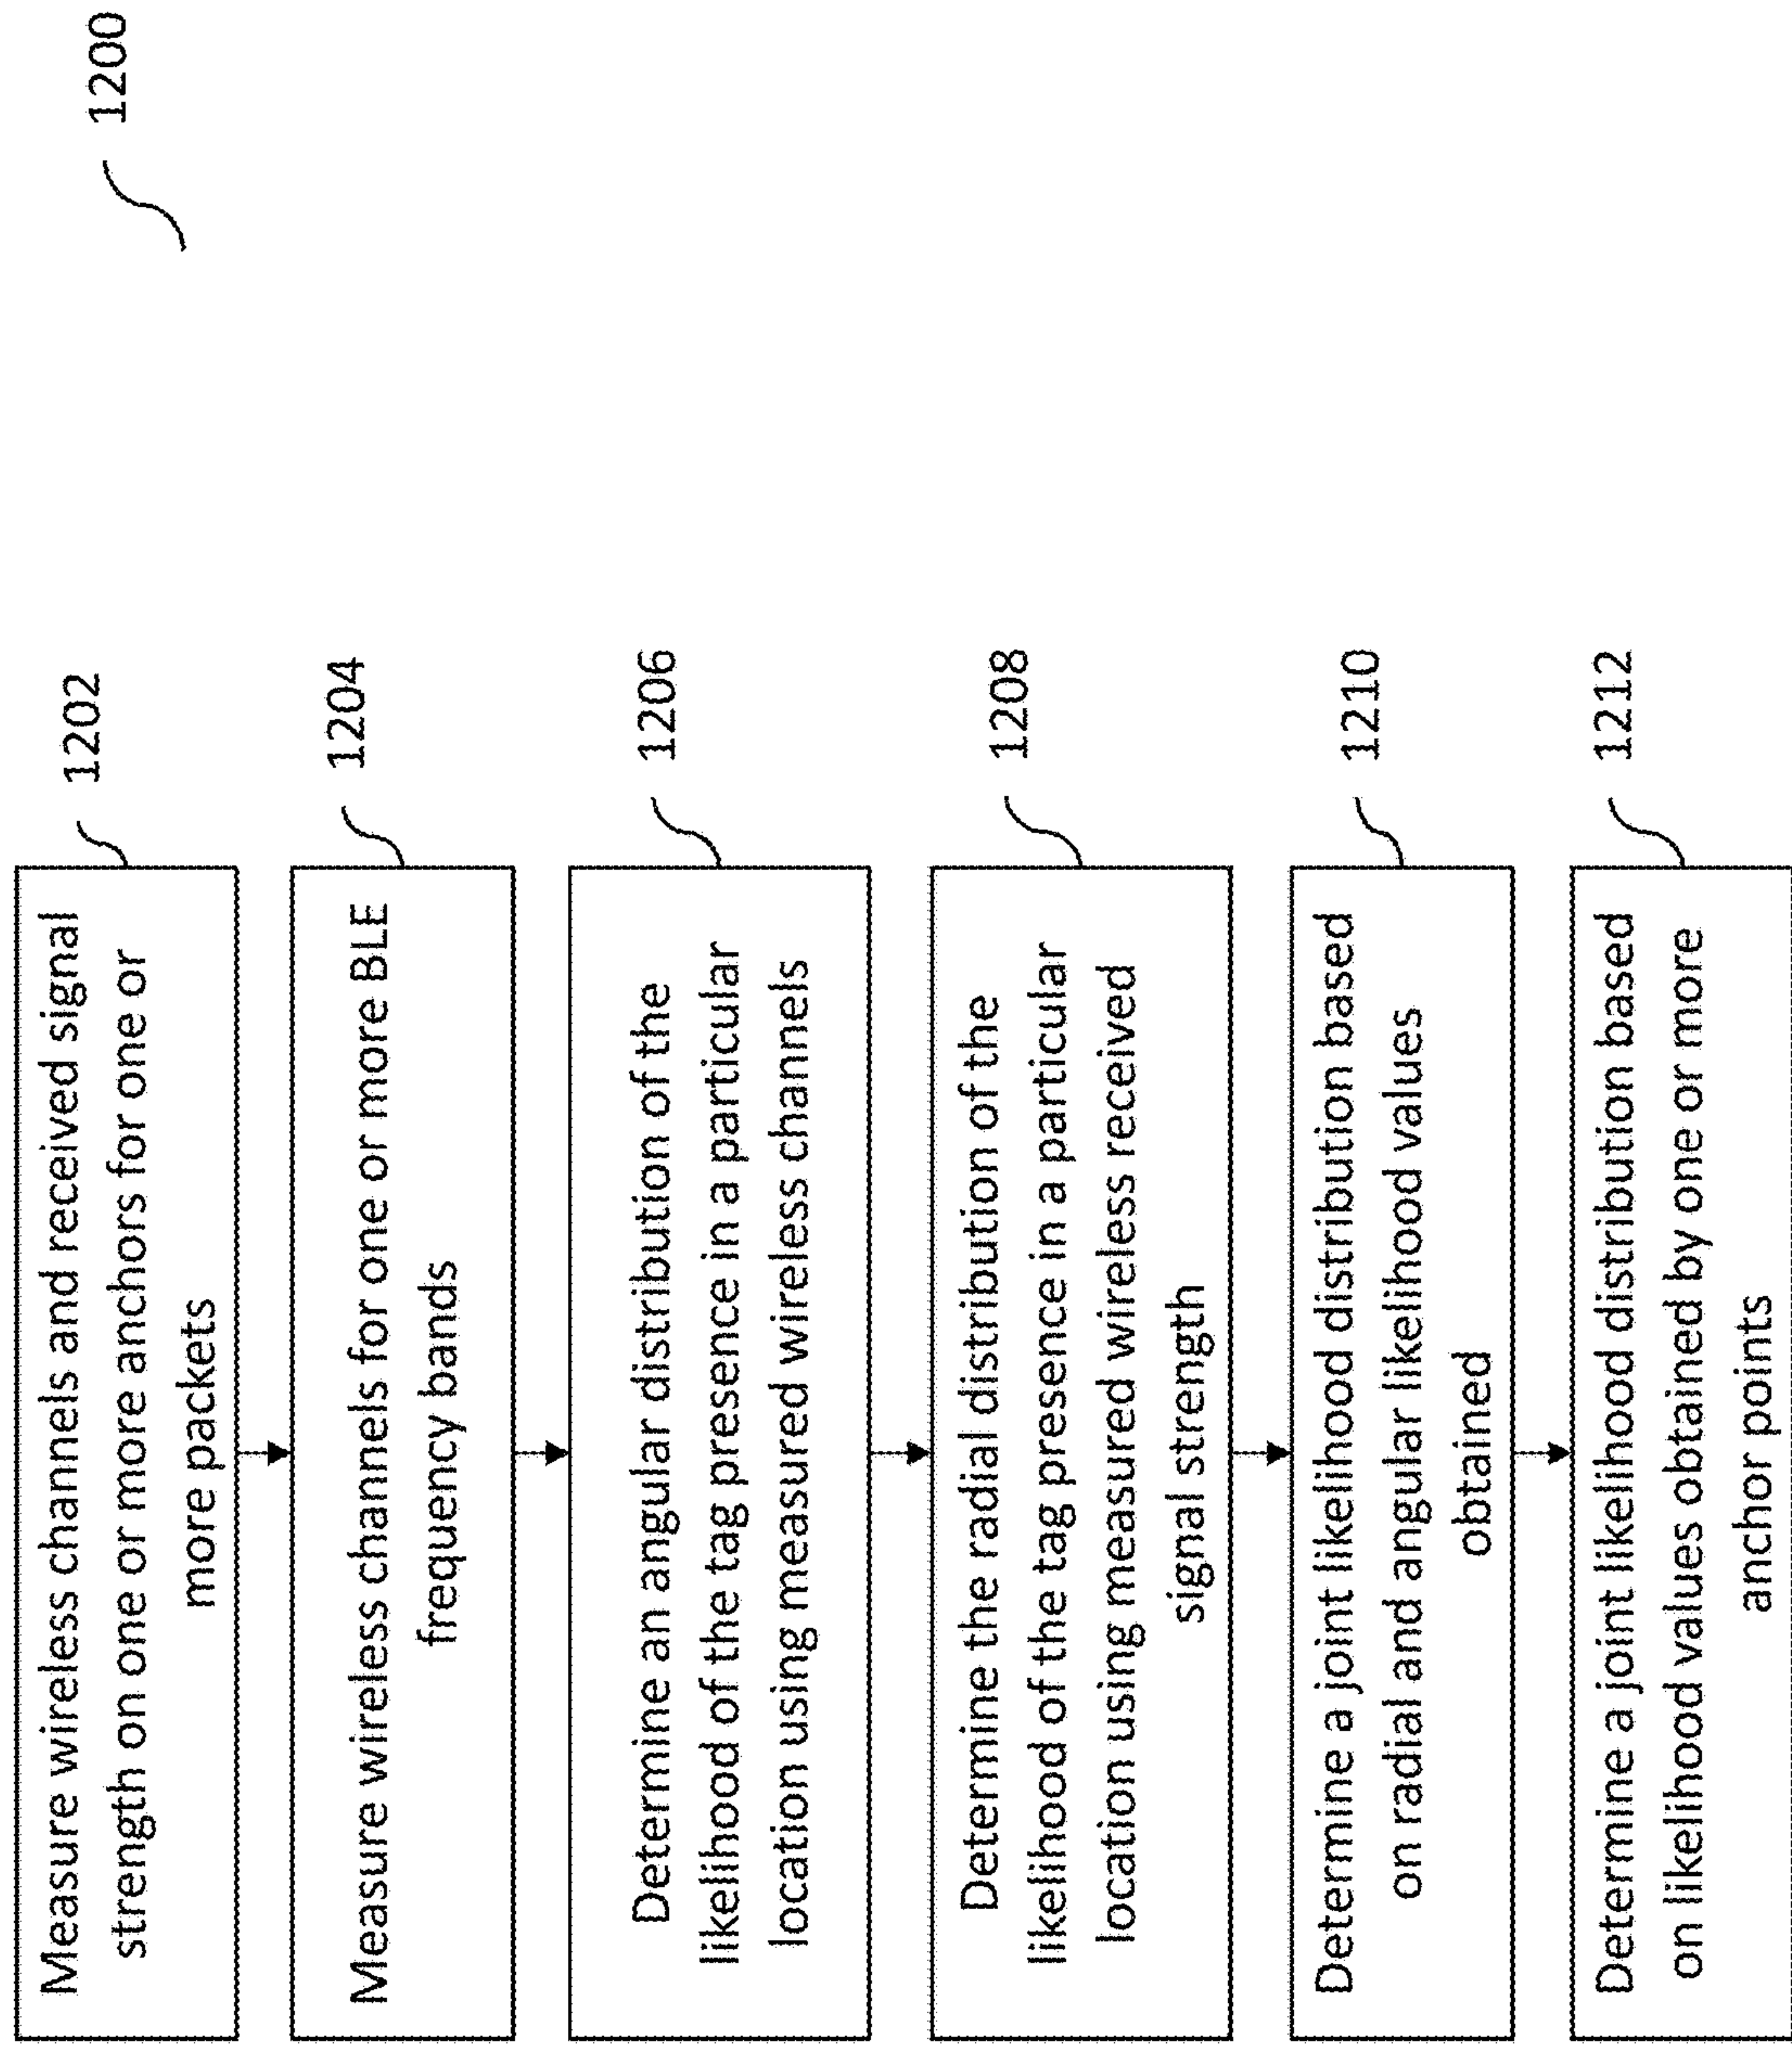 1200
Measure wireless channels and received signal
strength on one or more anchors for one or
more packets
1202
Measure wireless channels for one or more BLE
frequency bands
1204
Determine an angular distribution of the
likelihood of the tag presence in a particular
location using measured wireless channels
1206
Determine the radial distribution of the
likelihood of the tag presence in a particular
location using measured wireless received
signal strength
1208
Determine a joint likelihood distribution based
on radial and angular likelihood values
obtained
1210
Determine a joint likelihood distribution based
on likelihood values obtained by one or more
anchor points
1212